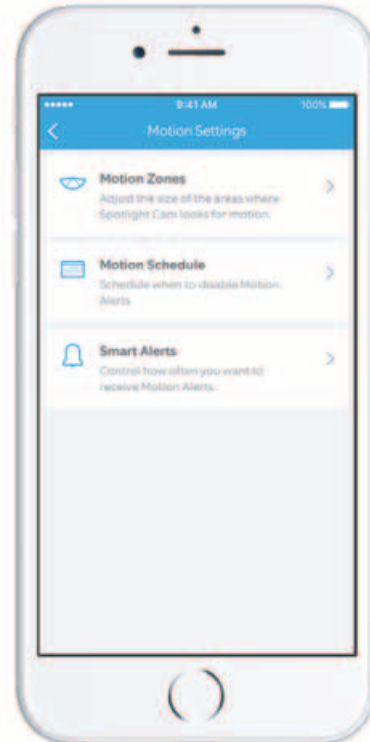 9:41 AM 100%
Motion Settings
Motion Zones
Adjust the size of the areas where
Spotlight Cam looks for motion.
Motion Schedule
Schedule when to disable Motion
Alerts
Smart Alerts
Control how often you want to
receive Motion Alerts.